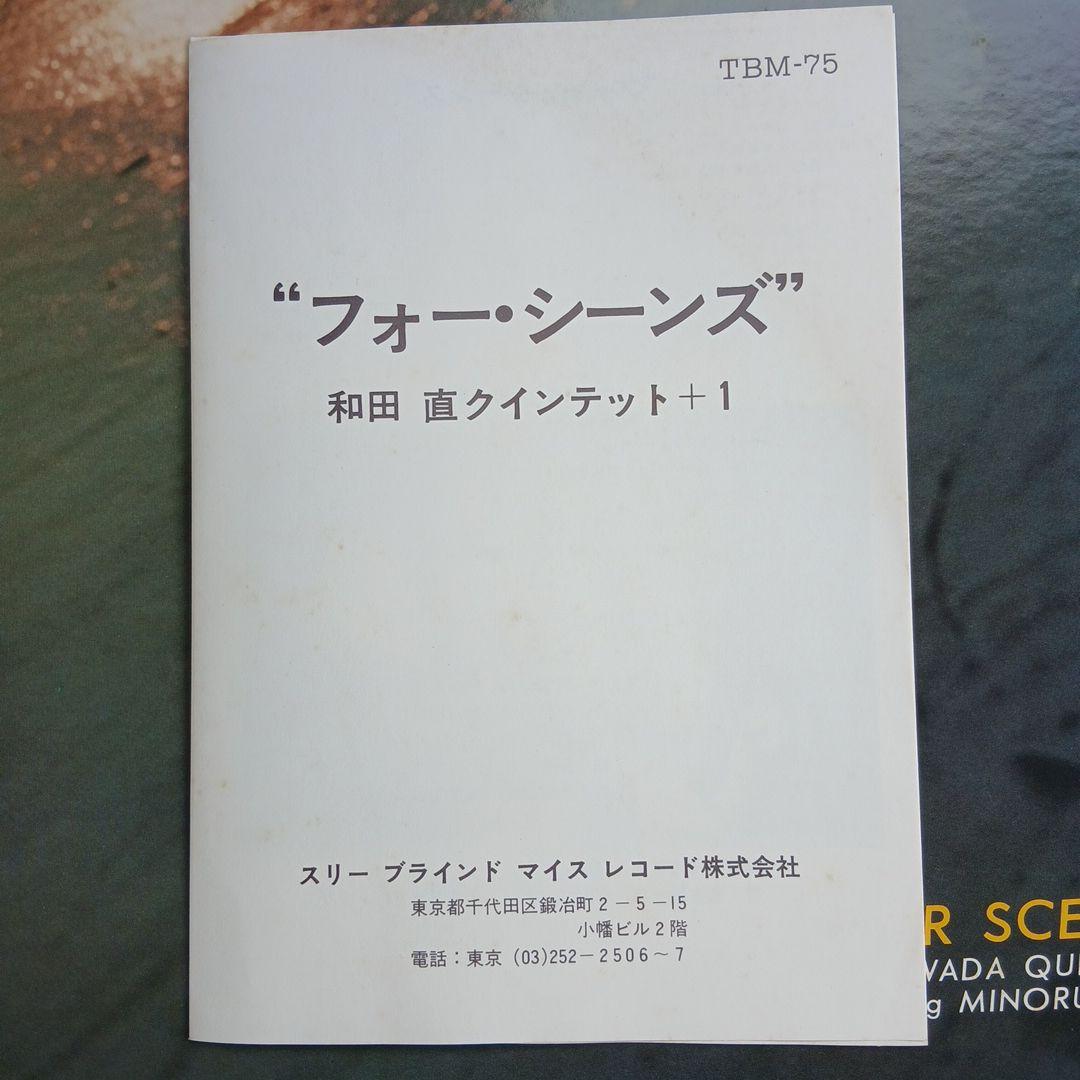 TBM-75
“フォー・シーンズ”
和田 直クインテット＋1
スリー ブラインド マイス レコード株式会社
東京都千代田区鍛冶町2－5－15
小幡ビル2階
電話：東京 (03)252－2506～7
R SCE
WADA QUI
g MINORU